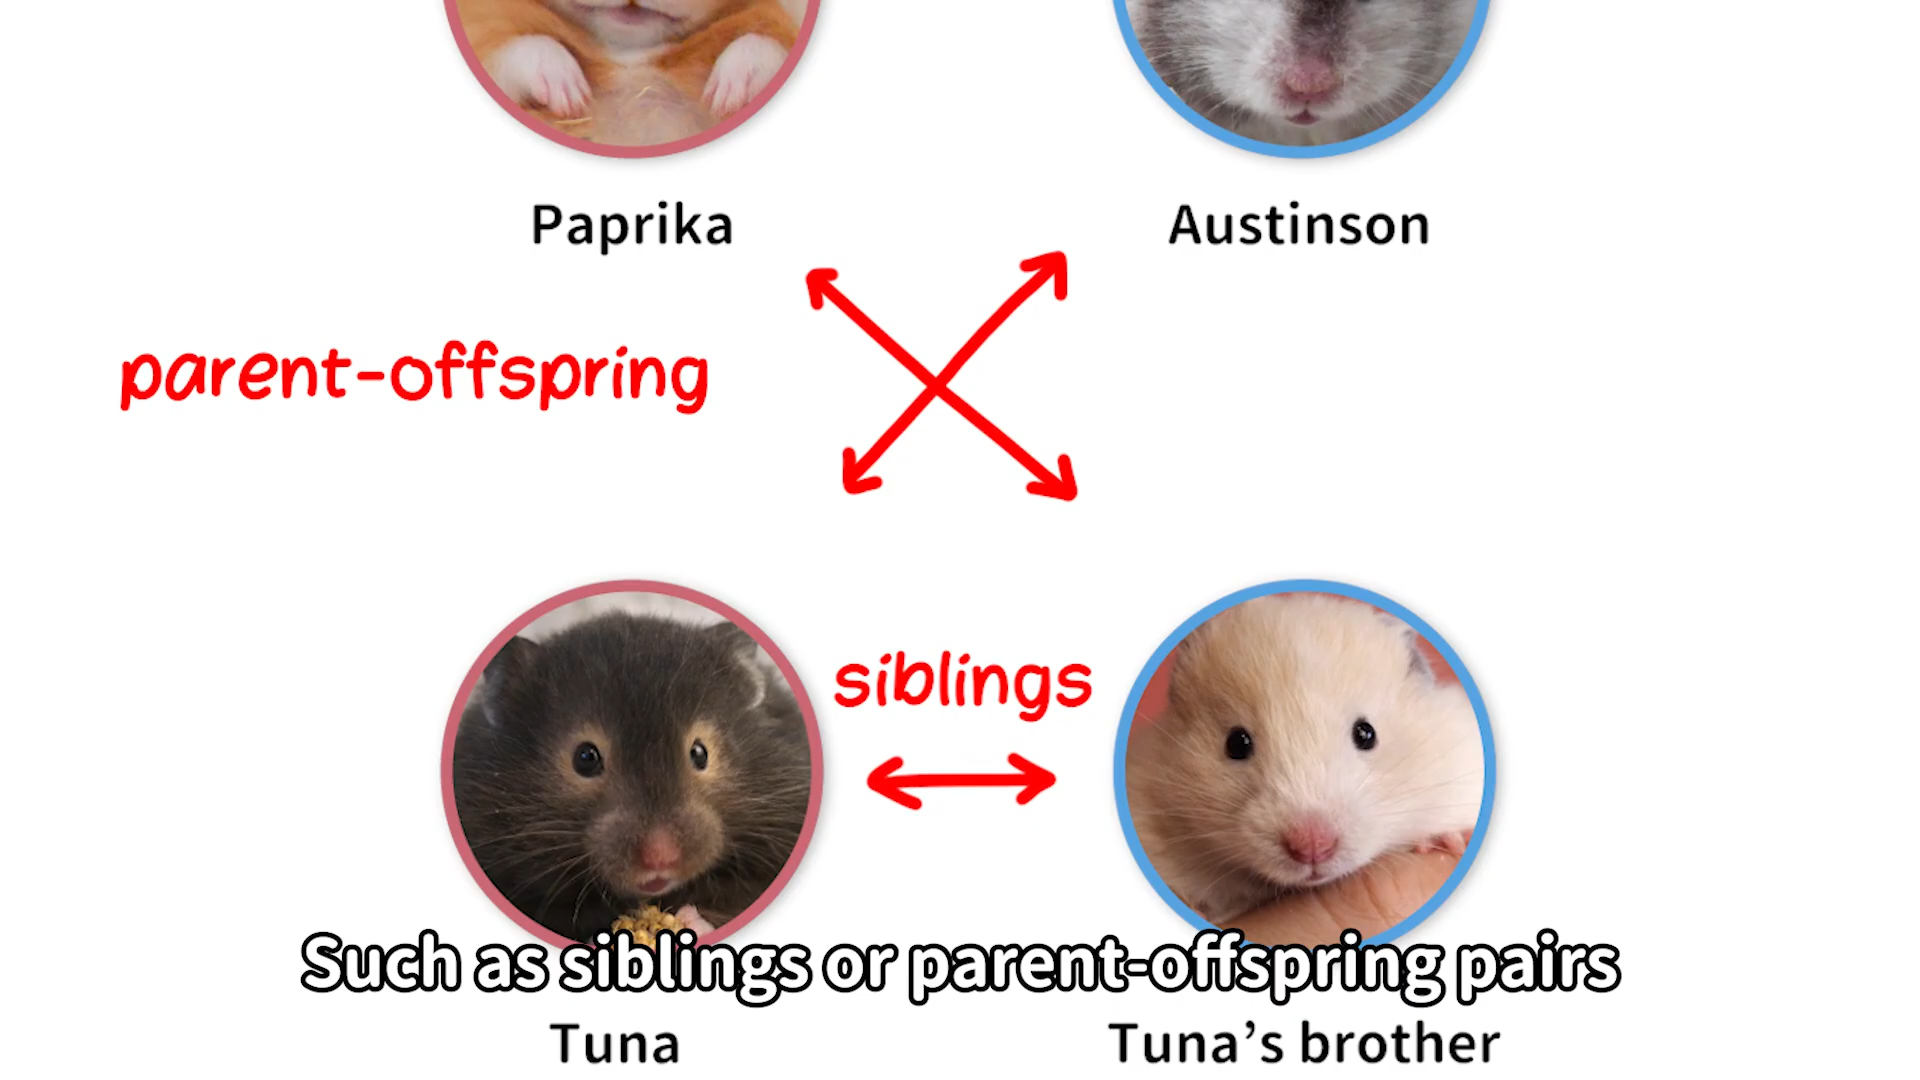 Paprika
Austinson
parent-offspring
siblings
Such as siblings or parent-offspring pairs
Tuna
Tuna’s brother